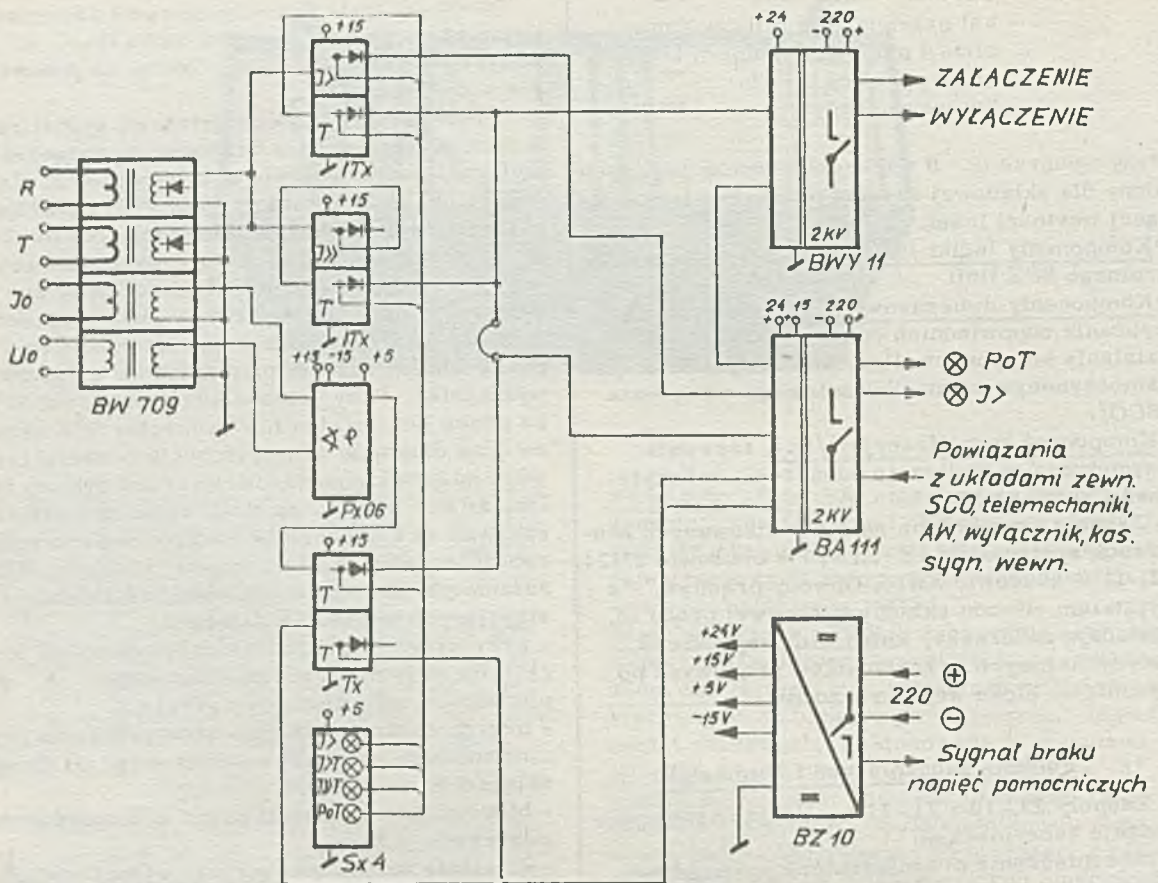 +15
J>
T
ITx
+15
J>>
T
ITx
R
T
Jo
Uo
BW 709
+15 -15 +5
∢ φ
Px06
+15
T
T
Tx
+5
J>
J>T
J>>T
PoT
Sx4
+24 220
- +
ZAŁĄCZENIE
WYŁĄCZENIE
2kV
BWY 11
24 15 220
+ + - +
PoT
J>
Powiązania
z układami zewn.
SCO, telemechaniki,
AW, wyłącznik, kas.
sygn. wewn.
2kV
BA 111
+24V
+15V
+5V
-15V
+
220
-
Sygnał braku
napięć pomocniczych
BZ 10